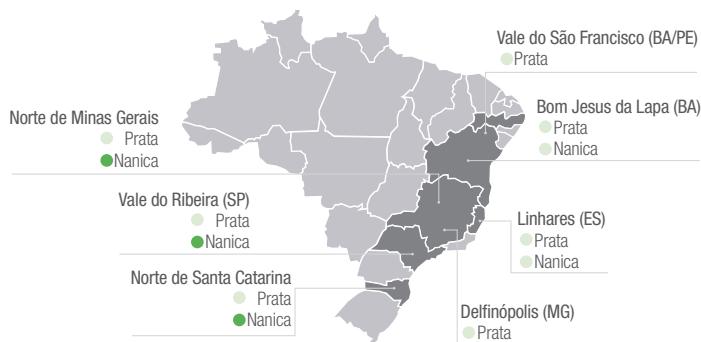 Vale do São Francisco (BA/PE)
Prata
Bom Jesus da Lapa (BA)
Prata
Nanica
Norte de Minas Gerais
Prata
Nanica
Vale do Ribeira (SP)
Prata
Nanica
Linhares (ES)
Prata
Nanica
Norte de Santa Catarina
Prata
Nanica
Delfinópolis (MG)
Prata